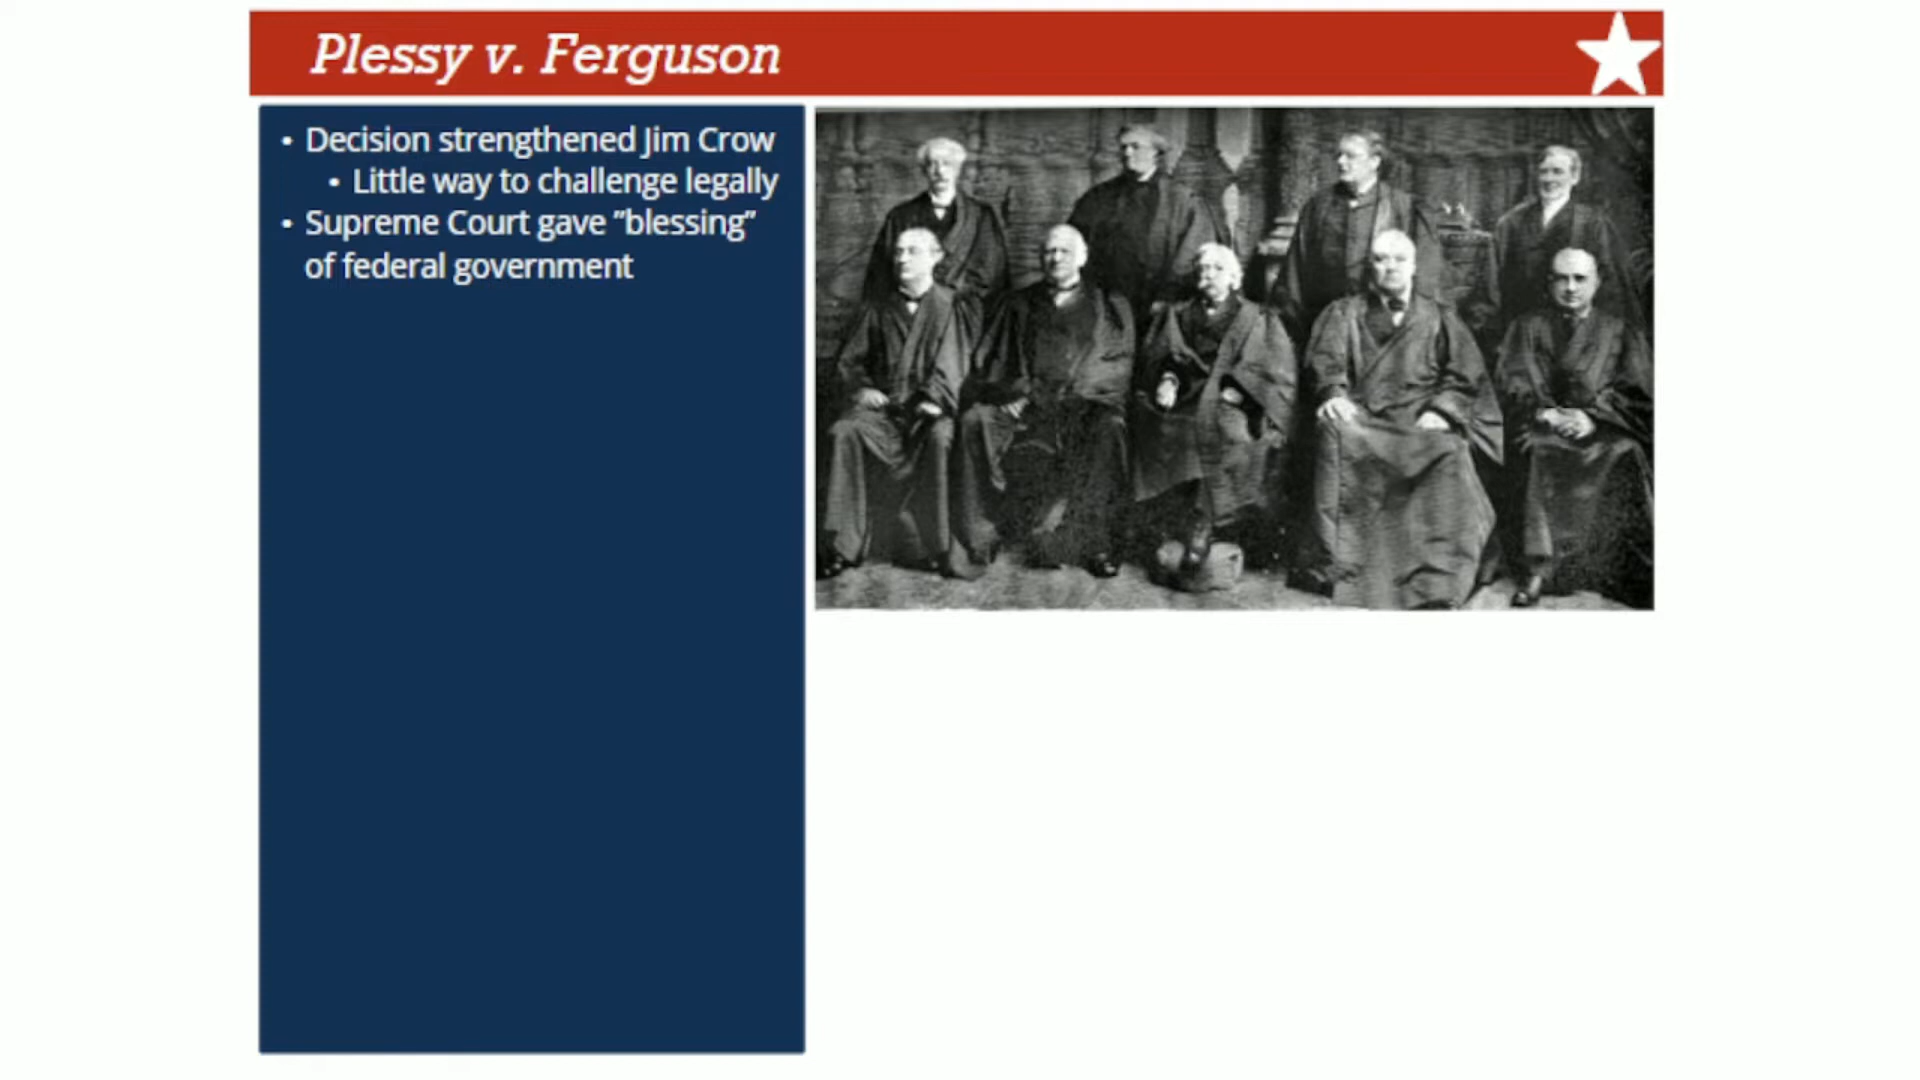 Plessy v. Ferguson
• Decision strengthened Jim Crow
• Little way to challenge legally
• Supreme Court gave ”blessing”
of federal government